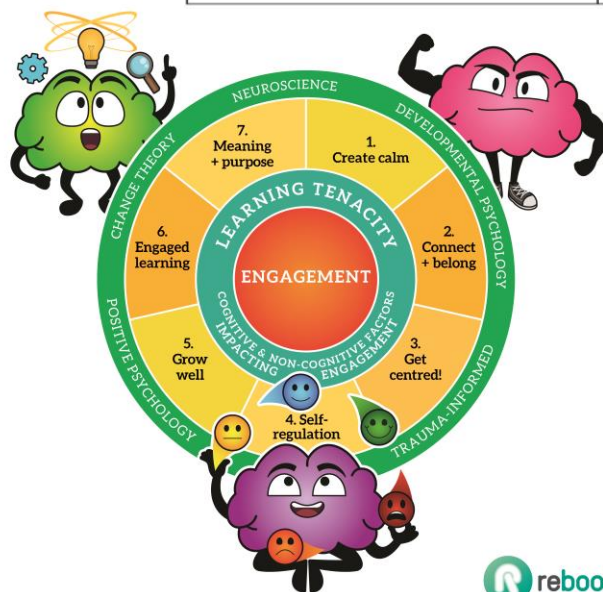 NEUROSCIENCE
DEVELOPMENTAL PSYCHOLOGY
TRAUMA-INFORMED
POSITIVE PSYCHOLOGY
CHANGE THEORY
7.
Meaning
+ purpose
1.
Create calm
2.
Connect
+ belong
3.
Get
centred!
4. Self-
regulation
5.
Grow
well
6.
Engaged
learning
LEARNING TENACITY
ENGAGEMENT
COGNITIVE & NON-COGNITIVE FACTORS
IMPACTING ENGAGEMENT
reboo